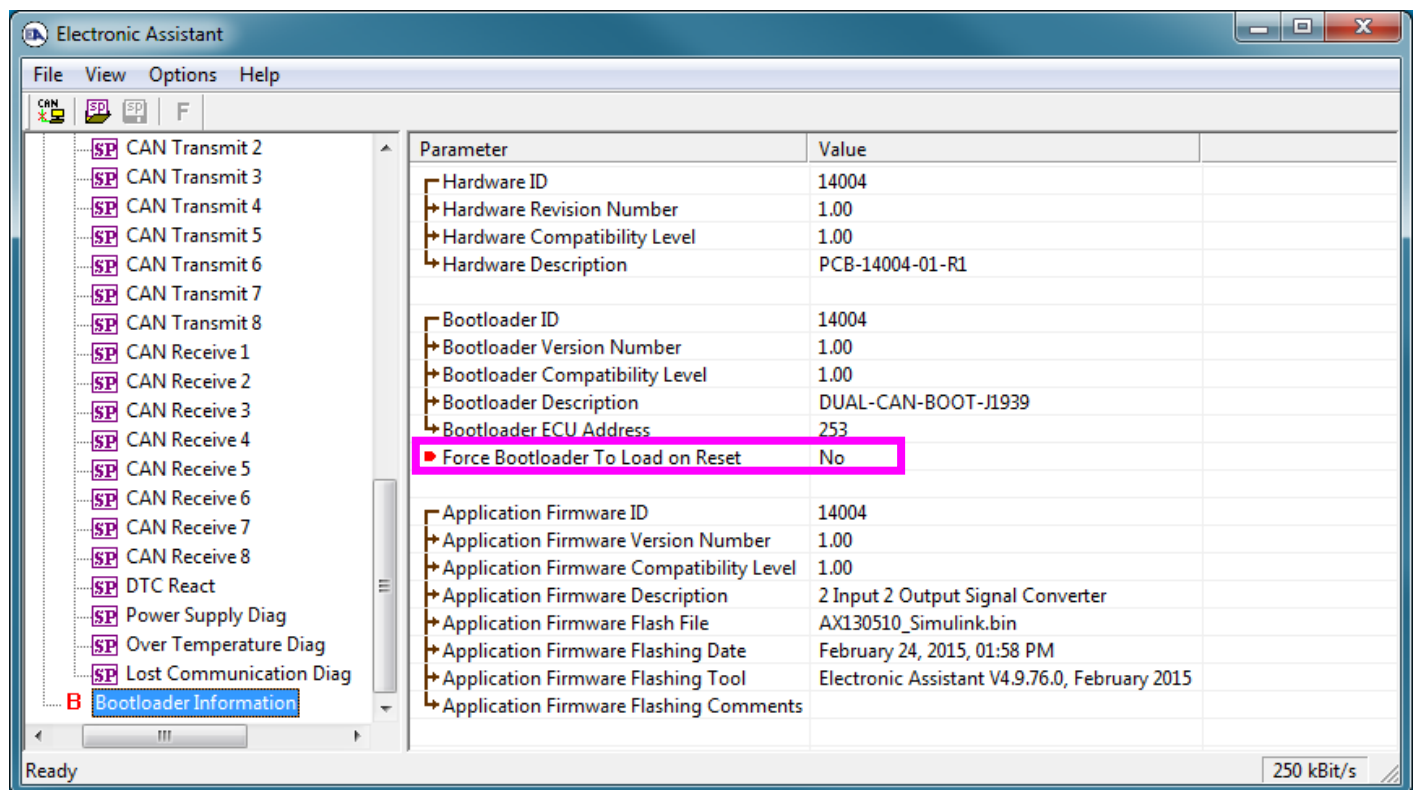 Electronic Assistant
File View Options Help
CAN SP SP F
SP CAN Transmit 2
SP CAN Transmit 3
SP CAN Transmit 4
SP CAN Transmit 5
SP CAN Transmit 6
SP CAN Transmit 7
SP CAN Transmit 8
SP CAN Receive 1
SP CAN Receive 2
SP CAN Receive 3
SP CAN Receive 4
SP CAN Receive 5
SP CAN Receive 6
SP CAN Receive 7
SP CAN Receive 8
SP DTC React
SP Power Supply Diag
SP Over Temperature Diag
SP Lost Communication Diag
B Bootloader Information
Parameter Value
Hardware ID 14004
Hardware Revision Number 1.00
Hardware Compatibility Level 1.00
Hardware Description PCB-14004-01-R1
Bootloader ID 14004
Bootloader Version Number 1.00
Bootloader Compatibility Level 1.00
Bootloader Description DUAL-CAN-BOOT-J1939
Bootloader ECU Address 253
Force Bootloader To Load on Reset No
Application Firmware ID 14004
Application Firmware Version Number 1.00
Application Firmware Compatibility Level 1.00
Application Firmware Description 2 Input 2 Output Signal Converter
Application Firmware Flash File AX130510_Simulink.bin
Application Firmware Flashing Date February 24, 2015, 01:58 PM
Application Firmware Flashing Tool Electronic Assistant V4.9.76.0, February 2015
Application Firmware Flashing Comments
Ready 250 kBit/s